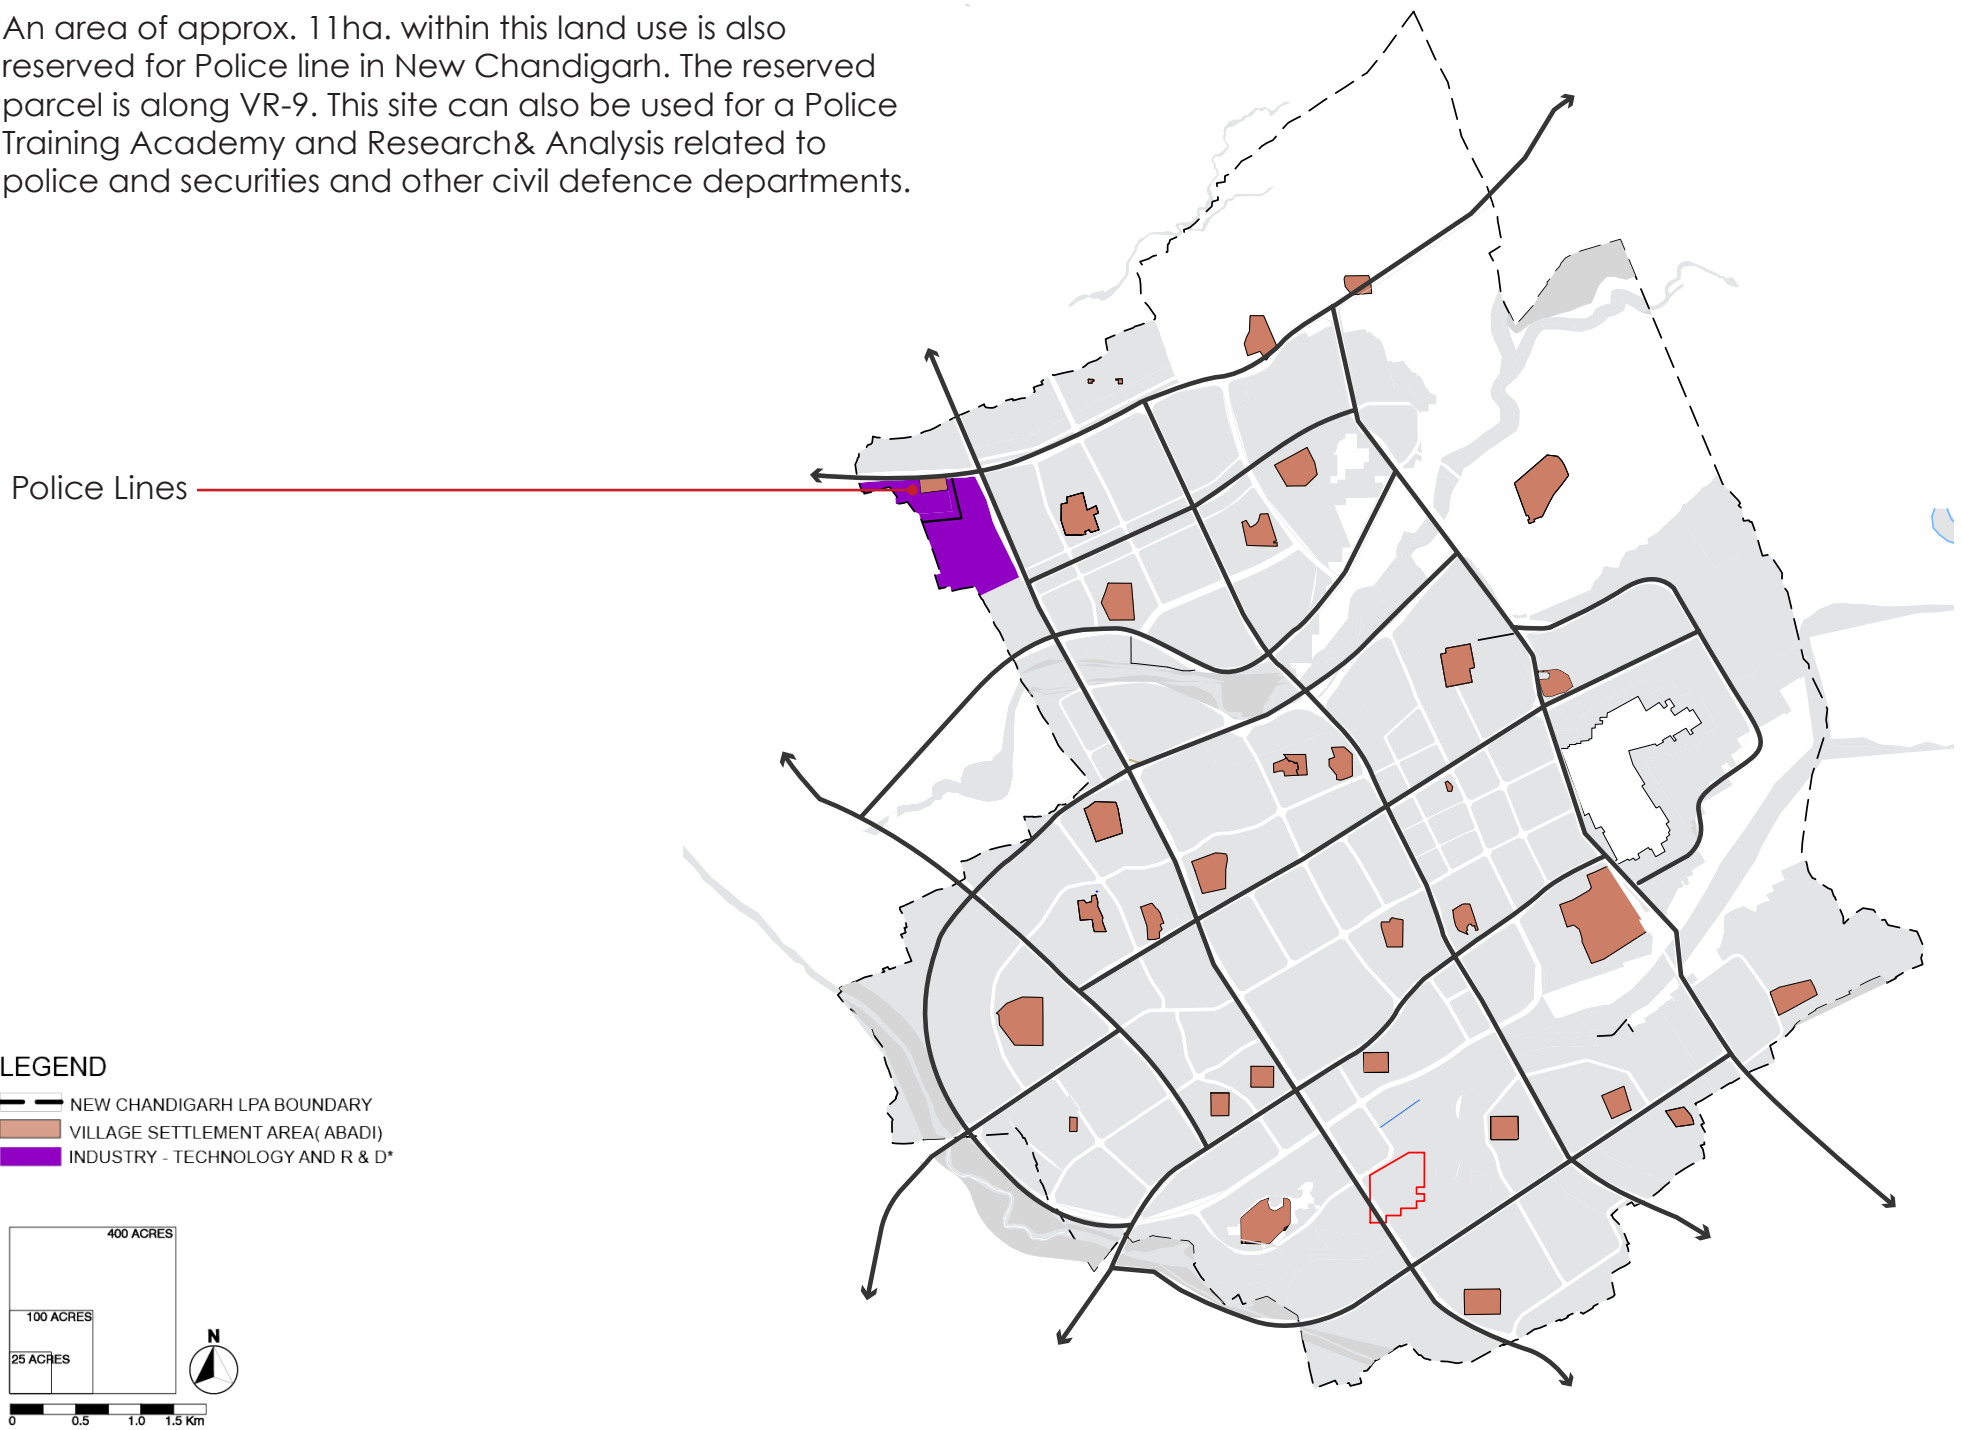 An area of approx. 11ha. within this land use is also
reserved for Police line in New Chandigarh. The reserved
parcel is along VR-9. This site can also be used for a Police
Training Academy and Research& Analysis related to
police and securities and other civil defence departments.
Police Lines
LEGEND
NEW CHANDIGARH LPA BOUNDARY
VILLAGE SETTLEMENT AREA( ABADI)
INDUSTRY - TECHNOLOGY AND R & D*
400 ACRES
100 ACRES
25 ACRES
N
0 0.5 1.0 1.5 Km